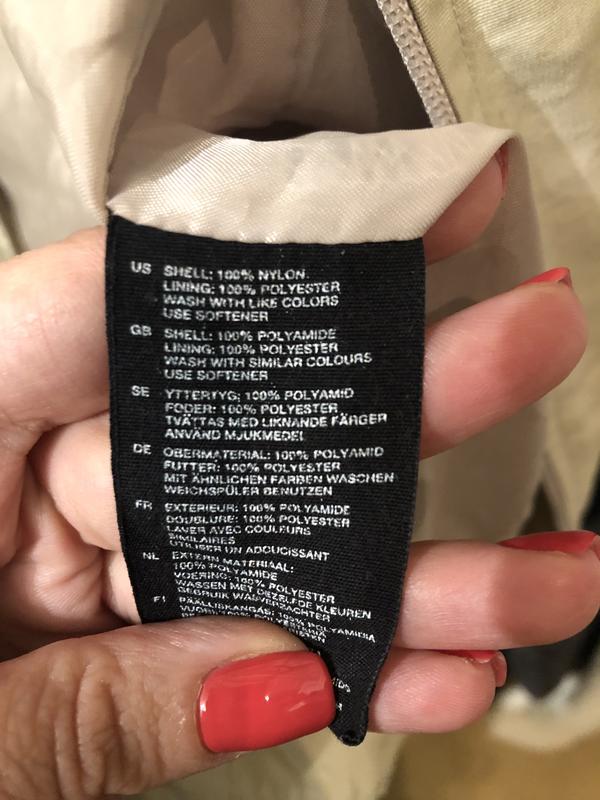 US SHELL: 100% NYLON
LINING: 100% POLYESTER
WASH WITH LIKE COLORS
USE SOFTENER
GB SHELL: 100% POLYAMIDE
LINING: 100% POLYESTER
WASH WITH SIMILAR COLOURS
USE SOFTENER
SE YTTERTYG: 100% POLYAMID
FODER: 100% POLYESTER
TVÄTTAS MED LIKNANDE FÄRGER
ANVÄND MJUKMEDEL
DE OBERMATERIAL: 100% POLYAMID
FUTTER: 100% POLYESTER
MIT ÄHNLICHEN FARBEN WASCHEN
WEICHSPÜLER BENUTZEN
FR EXTERIEUR: 100% POLYAMIDE
DOUBLURE: 100% POLYESTER
LAVER AVEC COULEURS
SIMILAIRES
UTILISER UN ADOUCISSANT
NL EXTERN MATERIAAL:
100% POLYAMIDE
VOERING: 100% POLYESTER
WASSEN MET DEZELFDE KLEUREN
GEBRUIK WASVERZACHTER
FI PÄÄLLISKANGAS: 100% POLYAMIDIA
VUORI: 100% POLYESTERIÄ